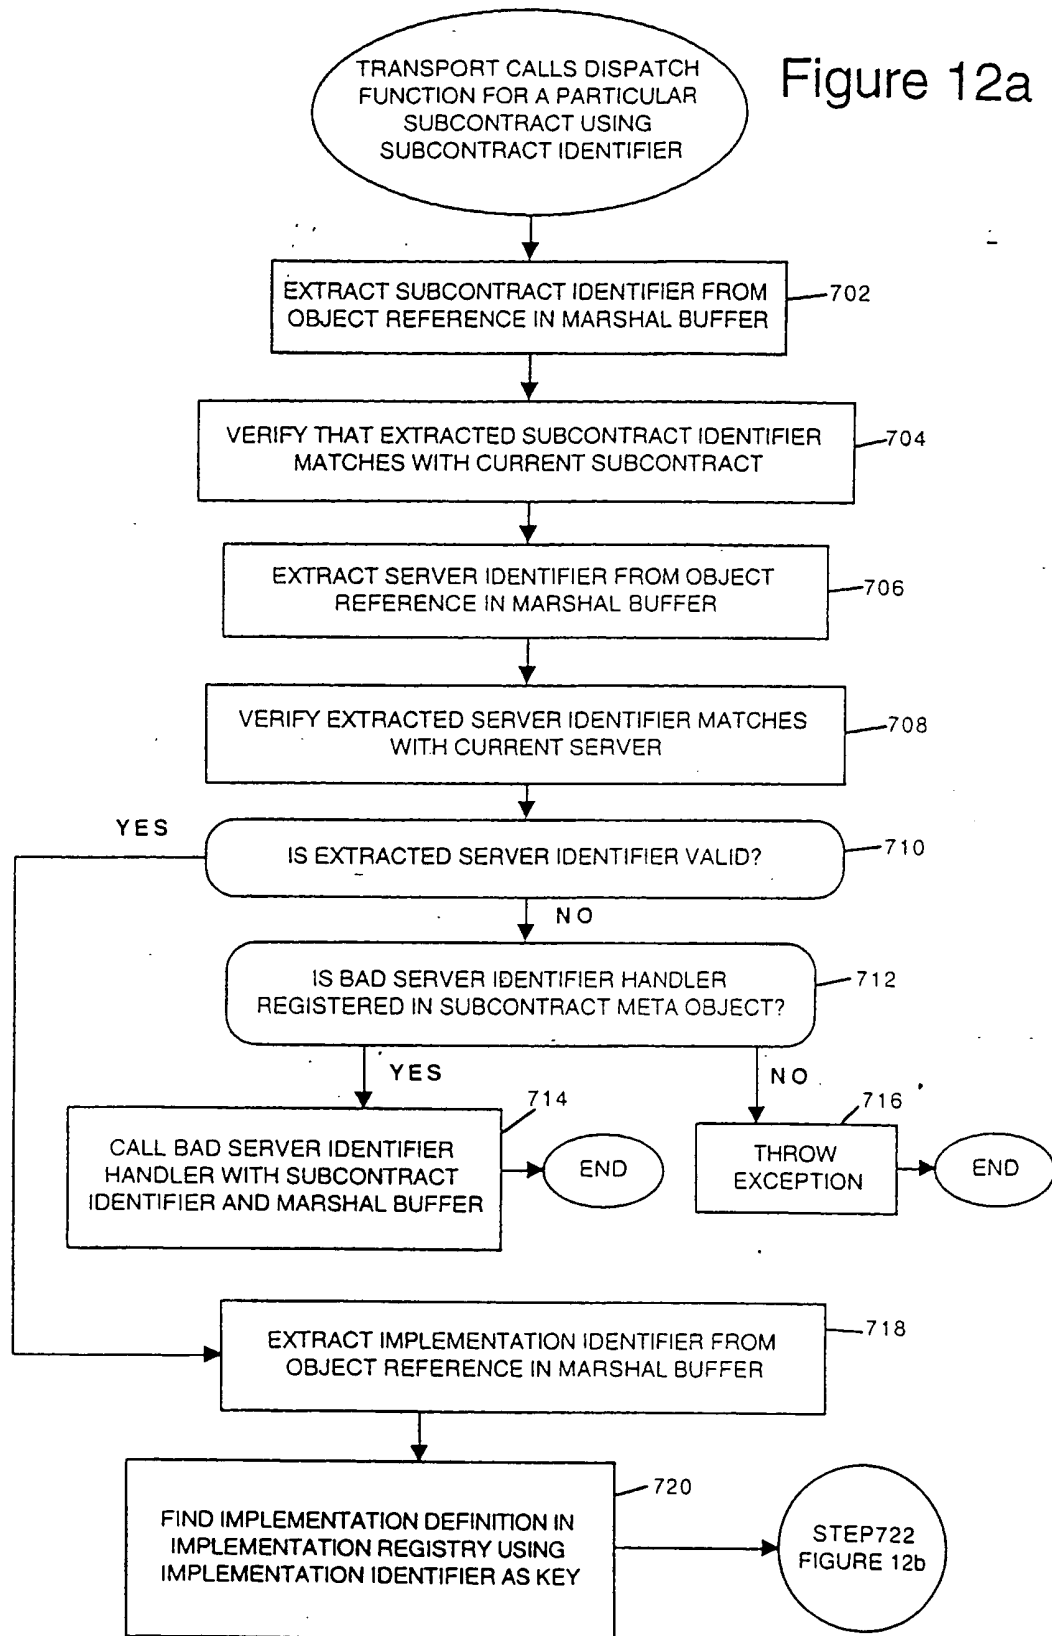 Figure 12a
TRANSPORT CALLS DISPATCH
FUNCTION FOR A PARTICULAR
SUBCONTRACT USING
SUBCONTRACT IDENTIFIER
EXTRACT SUBCONTRACT IDENTIFIER FROM
OBJECT REFERENCE IN MARSHAL BUFFER
702
VERIFY THAT EXTRACTED SUBCONTRACT IDENTIFIER
MATCHES WITH CURRENT SUBCONTRACT
704
EXTRACT SERVER IDENTIFIER FROM OBJECT
REFERENCE IN MARSHAL BUFFER
706
VERIFY EXTRACTED SERVER IDENTIFIER MATCHES
WITH CURRENT SERVER
708
YES
IS EXTRACTED SERVER IDENTIFIER VALID?
710
NO
IS BAD SERVER IDENTIFIER HANDLER
REGISTERED IN SUBCONTRACT META OBJECT?
712
YES
NO
714
CALL BAD SERVER IDENTIFIER
HANDLER WITH SUBCONTRACT
IDENTIFIER AND MARSHAL BUFFER
END
716
THROW
EXCEPTION
END
EXTRACT IMPLEMENTATION IDENTIFIER FROM
OBJECT REFERENCE IN MARSHAL BUFFER
718
FIND IMPLEMENTATION DEFINITION IN
IMPLEMENTATION REGISTRY USING
IMPLEMENTATION IDENTIFIER AS KEY
720
STEP722
FIGURE 12b